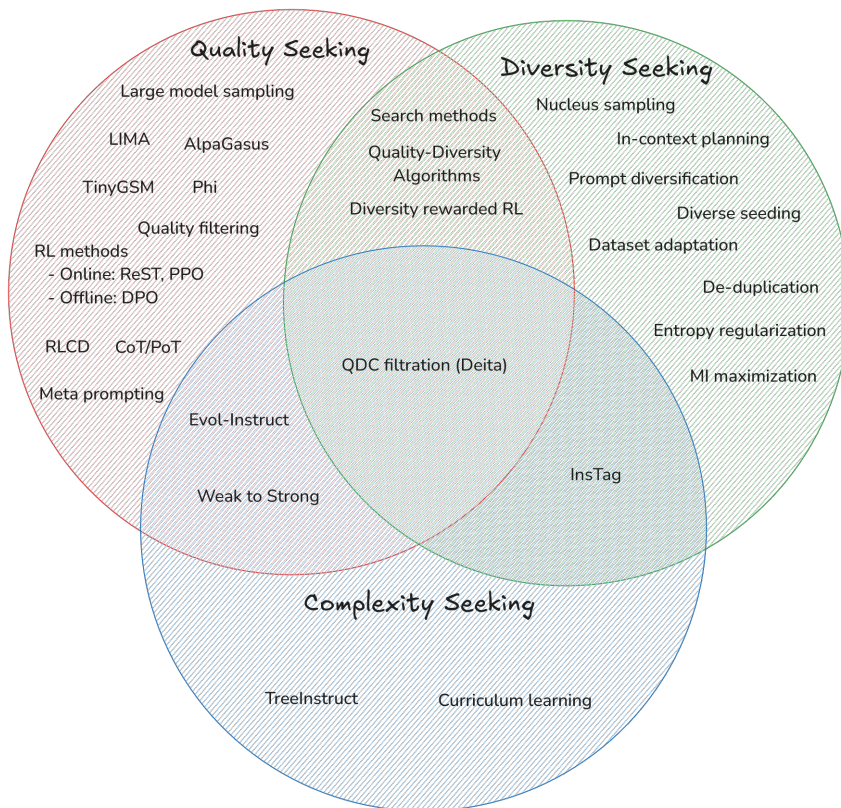 Quality Seeking
Large model sampling
LIMA
AlpaGasus
TinyGSM
Phi
Quality filtering
RL methods
- Online: ReST, PPO
- Offline: DPO
RLCD
CoT/PoT
Meta prompting
Search methods
Quality-Diversity
Algorithms
Diversity rewarded RL
Diversity Seeking
Nucleus sampling
In-context planning
Prompt diversification
Diverse seeding
Dataset adaptation
De-duplication
Entropy regularization
MI maximization
QDC filtration (Deita)
Evol-Instruct
Weak to Strong
InsTag
Complexity Seeking
TreeInstruct
Curriculum learning